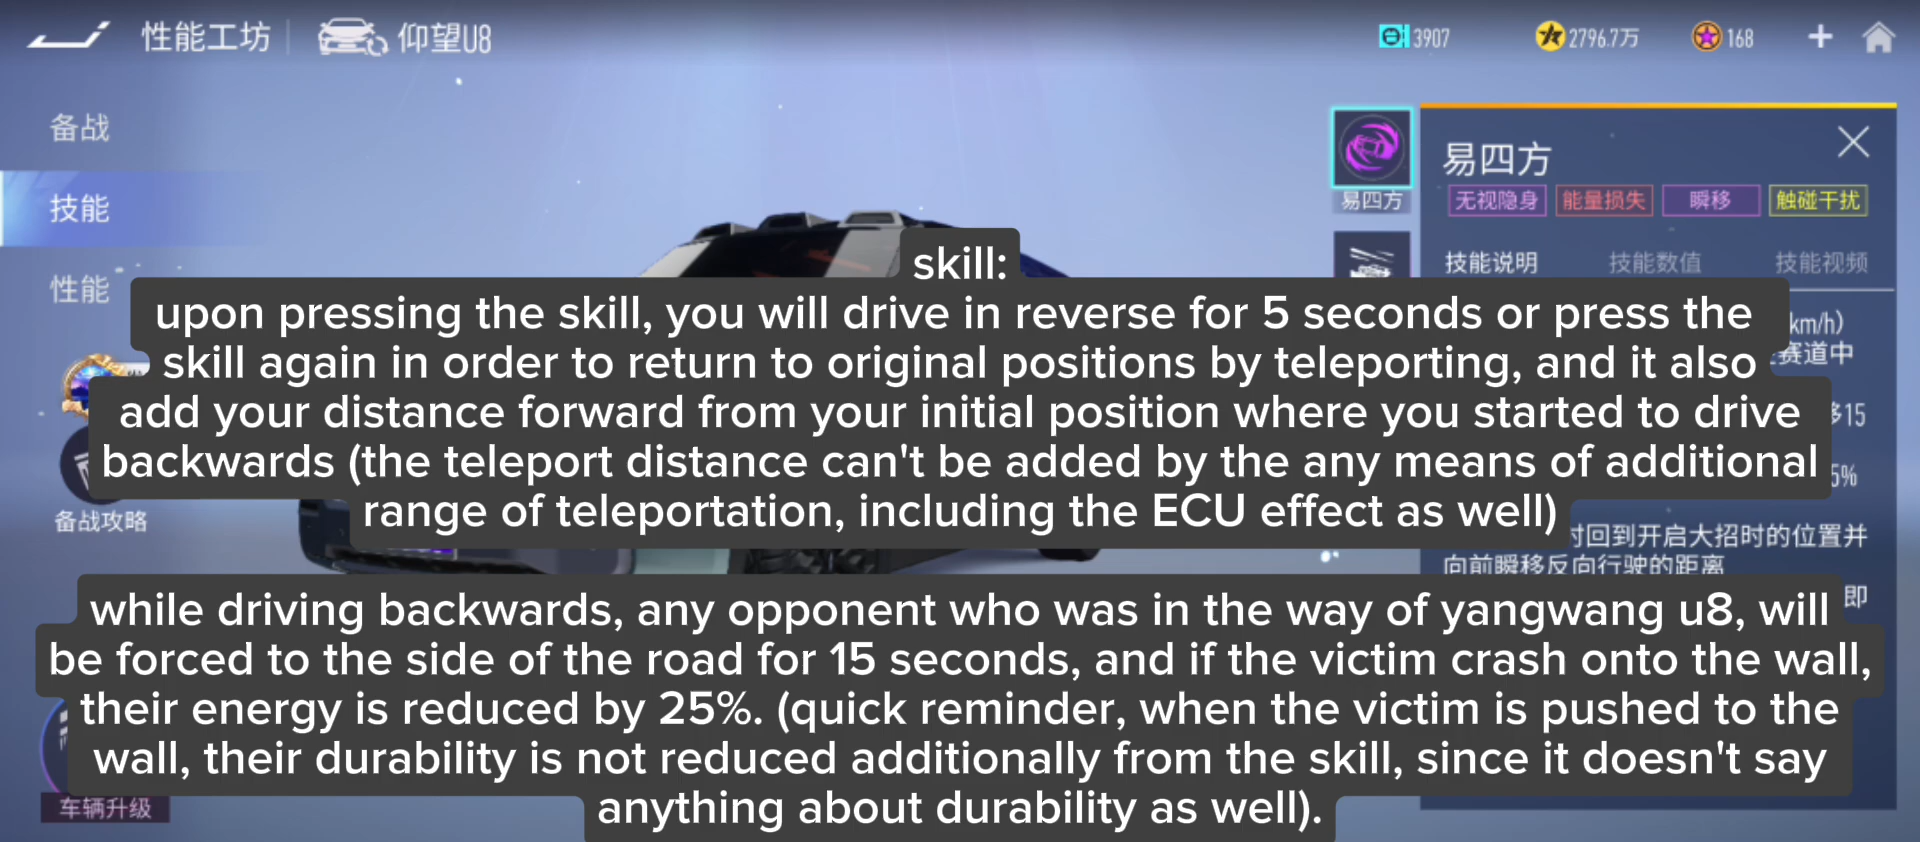 性能工坊 仰望U8 3907 2796.7万 168
备战
技能
性能
备战攻略
车辆升级
易四方
易四方
无视隐身 能量损失 瞬移 触碰干扰
技能说明 技能数值 技能视频
km/h)
赛道中
移15
5%
时回到开启大招时的位置并
向前瞬移反向行驶的距离
即
skill:
upon pressing the skill, you will drive in reverse for 5 seconds or press the
skill again in order to return to original positions by teleporting, and it also
add your distance forward from your initial position where you started to drive
backwards (the teleport distance can't be added by the any means of additional
range of teleportation, including the ECU effect as well)
while driving backwards, any opponent who was in the way of yangwang u8, will
be forced to the side of the road for 15 seconds, and if the victim crash onto the wall,
their energy is reduced by 25%. (quick reminder, when the victim is pushed to the
wall, their durability is not reduced additionally from the skill, since it doesn't say
anything about durability as well).